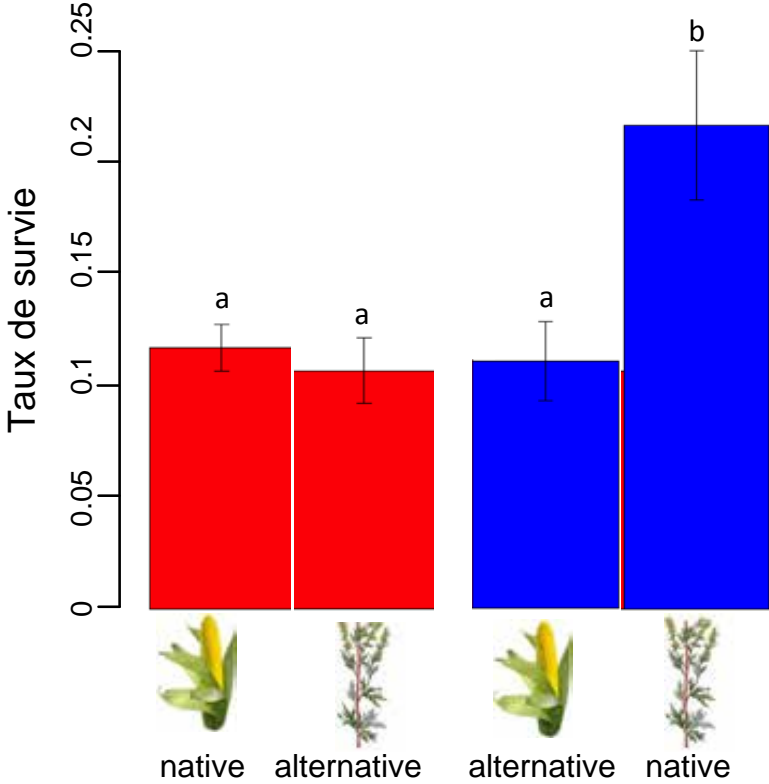 Taux de survie
0.25
0.2
0.15
0.1
0.05
0
a
a
a
b
native
alternative
alternative
native